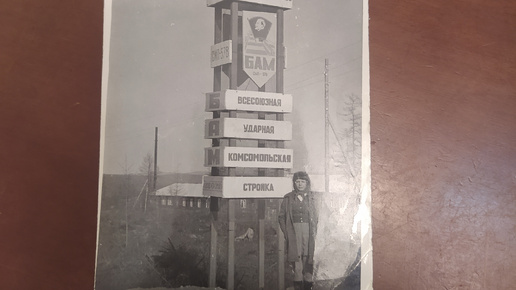 БАМ
Б ВСЕСОЮЗНАЯ
А УДАРНАЯ
М КОМСОМОЛЬСКАЯ
СТРОЙКА